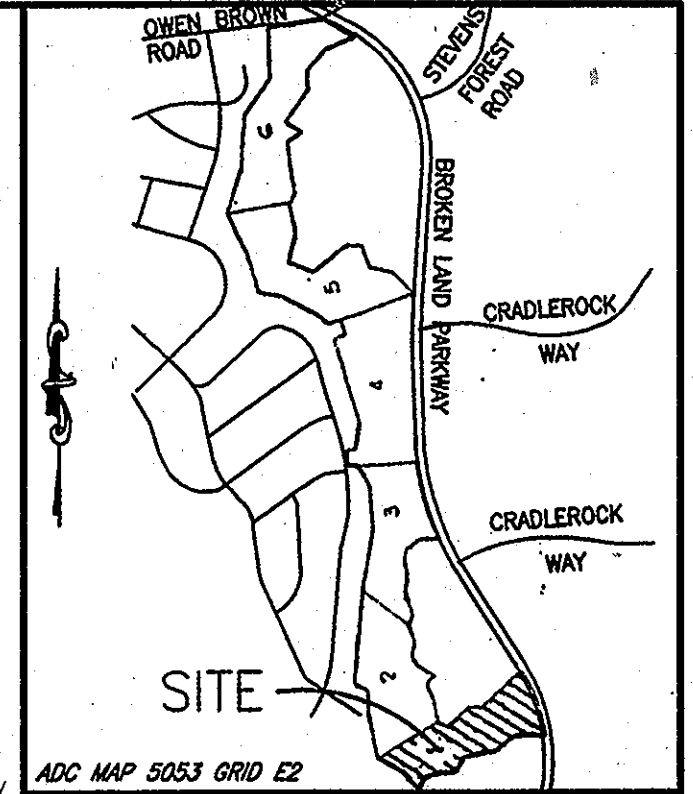 OWEN BROWN
ROAD
STEVENS
FOREST
ROAD
6
BROKEN LAND PARKWAY
5
CRADLEROCK
WAY
4
3
CRADLEROCK
WAY
2
SITE
1
ADC MAP 5053 GRID E2